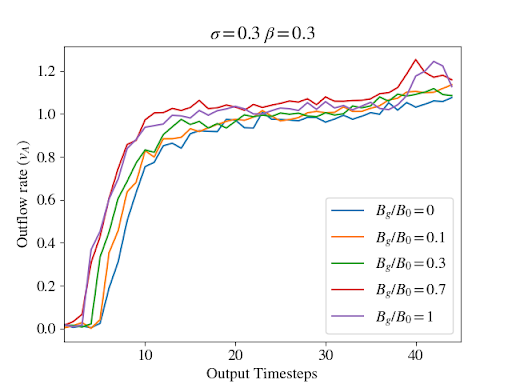 σ=0.3 β=0.3
1.2
1.0
0.8
0.6
0.4
0.2
0.0
Outflow rate (v_A)
B_g/B_0=0
B_g/B_0=0.1
B_g/B_0=0.3
B_g/B_0=0.7
B_g/B_0=1
10 20 30 40
Output Timesteps